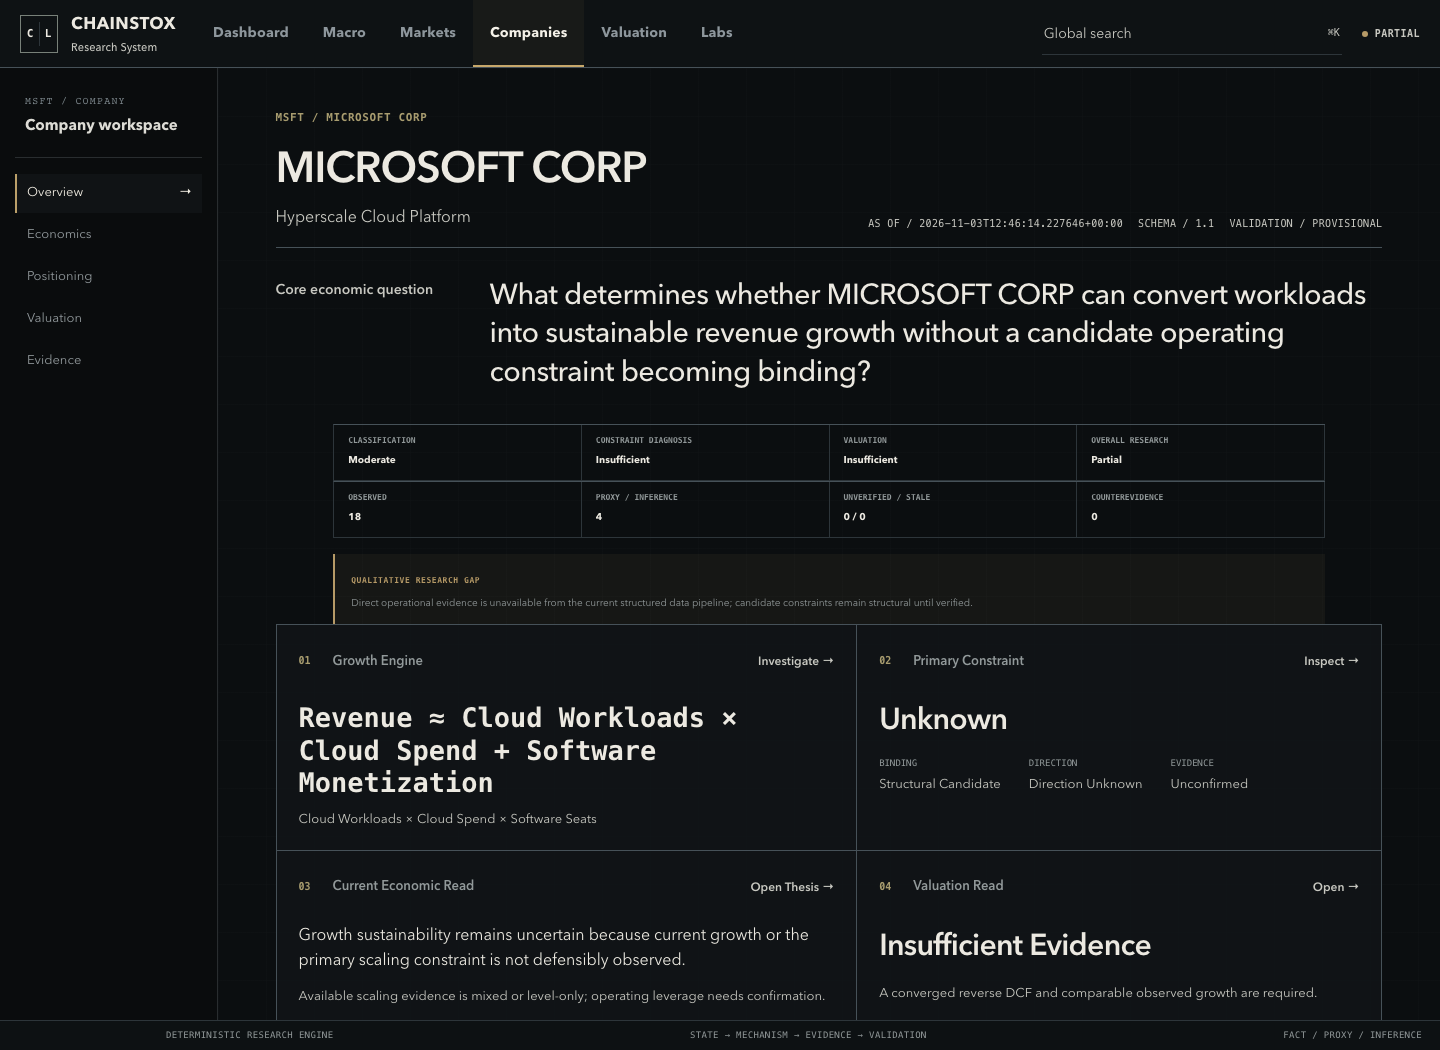 C L
CHAINSTOX
Research System
Dashboard Macro Markets Companies Valuation Labs
Global search ⌘K
PARTIAL
MSFT / COMPANY
Company workspace
Overview →
Economics
Positioning
Valuation
Evidence
MSFT / MICROSOFT CORP
MICROSOFT CORP
Hyperscale Cloud Platform
AS OF / 2026-11-03T12:46:14.227646+00:00 SCHEMA / 1.1 VALIDATION / PROVISIONAL
Core economic question
What determines whether MICROSOFT CORP can convert workloads
into sustainable revenue growth without a candidate operating
constraint becoming binding?
CLASSIFICATION
Moderate
CONSTRAINT DIAGNOSIS
Insufficient
VALUATION
Insufficient
OVERALL RESEARCH
Partial
OBSERVED
18
PROXY / INFERENCE
4
UNVERIFIED / STALE
0 / 0
COUNTEREVIDENCE
0
QUALITATIVE RESEARCH GAP
Direct operational evidence is unavailable from the current structured data pipeline; candidate constraints remain structural until verified.
01 Growth Engine Investigate →
Revenue ≈ Cloud Workloads ×
Cloud Spend + Software
Monetization
Cloud Workloads × Cloud Spend × Software Seats
02 Primary Constraint Inspect →
Unknown
BINDING
Structural Candidate
DIRECTION
Direction Unknown
EVIDENCE
Unconfirmed
03 Current Economic Read Open Thesis →
Growth sustainability remains uncertain because current growth or the
primary scaling constraint is not defensibly observed.
Available scaling evidence is mixed or level-only; operating leverage needs confirmation.
04 Valuation Read Open →
Insufficient Evidence
A converged reverse DCF and comparable observed growth are required.
DETERMINISTIC RESEARCH ENGINE
STATE → MECHANISM → EVIDENCE → VALIDATION
FACT / PROXY / INFERENCE